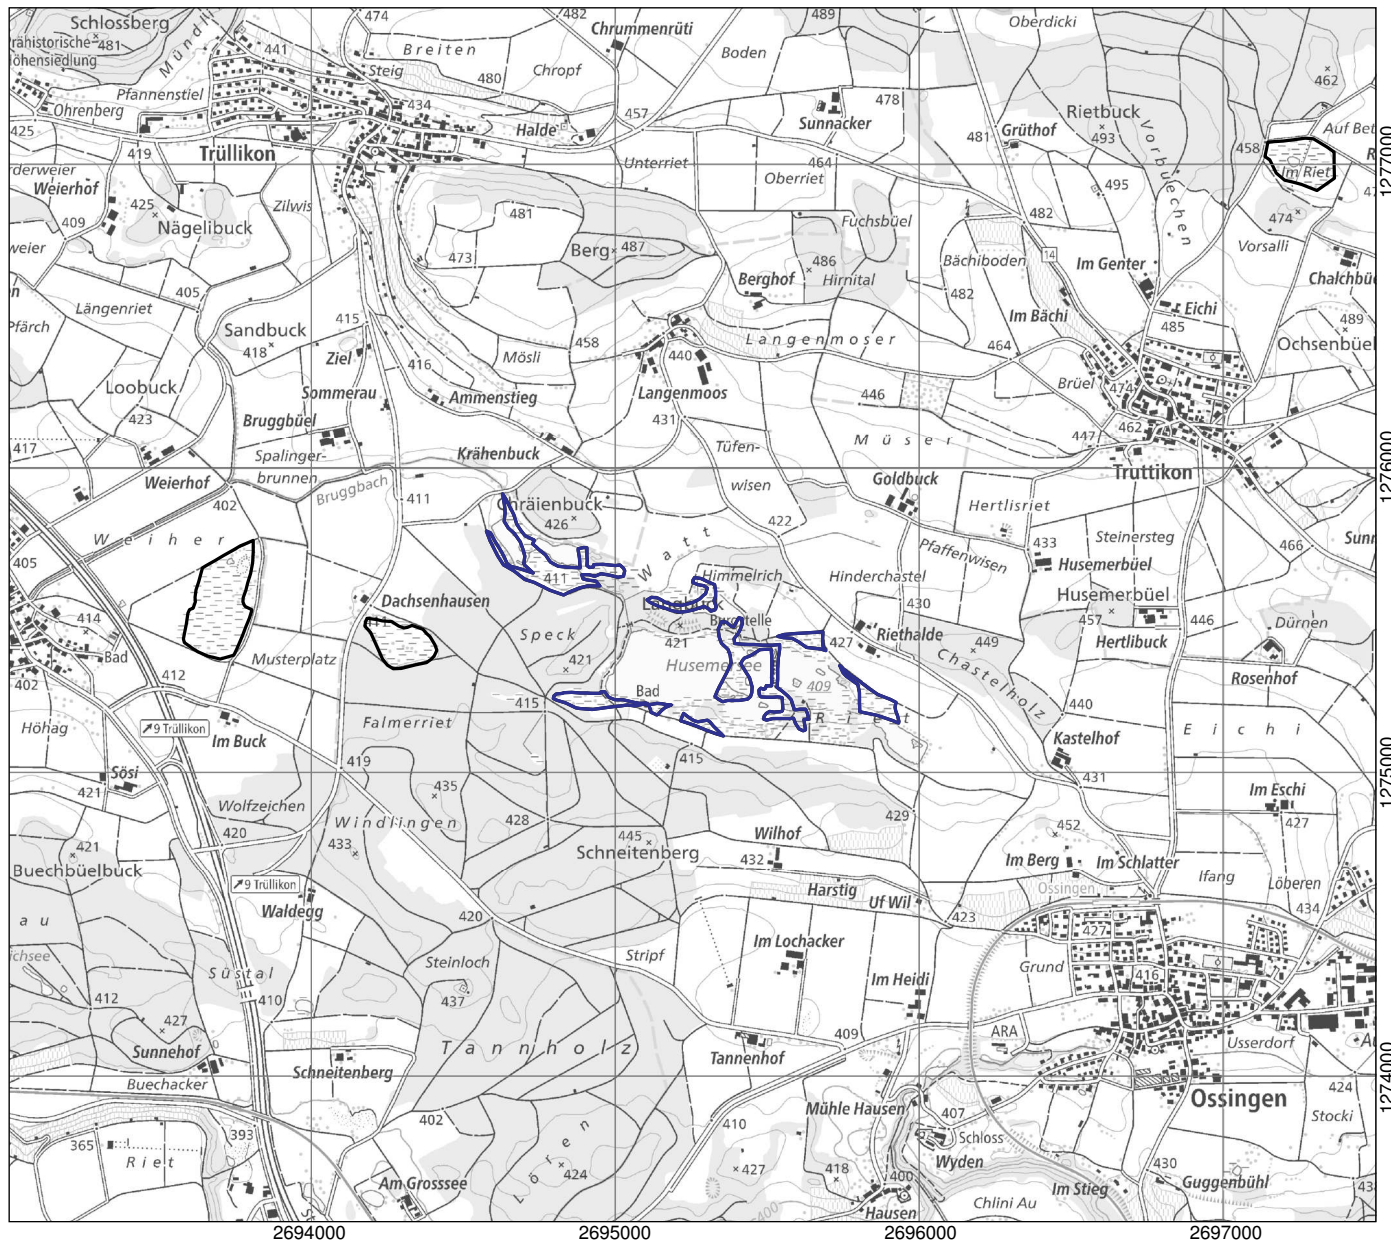 Schlossberg
rähistorische
481
öhensiedlung
Mündli
441
474
Breiten
Steig
480
482
Chrummenrüti
Chropf
Boden
489
Oberdicki
462
Pfannenstiel
Ohrenberg
434
425
419
Trüllikon
Halde
457
Sunnacker
478
Unterriet
464
Oberriet
481
Grüthof
Rietbuck
493
Vorbuechen
458
Auf Bet
Im Riet
1277000
rderweier
Weierhof
425
Nägelibuck
Zilwis
409
weier
481
473
Berg
487
Fuchsbüel
486
Hirnital
Berghof
495
482
Bächiboden
14
Im Genter
474
Vorsalli
Chalchbü
Längenriet
405
Pfärch
Sandbuck
418
415
Ziel
416
Mösli
458
440
Langenmoser
482
Im Bächi
464
Eichi
485
489
Ochsenbüel
Loobuck
423
Sommerau
Ammenstieg
Langenmoos
431
446
Brüel
474
417
Bruggbüel
Krähenbuck
Tüfen-
wisen
Müser
447
462
Truttikon
1276000
Weierhof
Spalinger-
brunnen
Bruggbach
411
402
Chräienbuck
426
Goldbuck
422
Hertlisriet
Steinersteg
466
Sunn
Weiher
405
411
Watt
Himmelrich
Hinderchastel
Pfaffenwisen
433
Husemerbüel
Husemerbüel
414
Bad
Dachsenhausen
411
Langbuck
Burgstelle
421
430
427
Riethalde
449
457
Hertlibuck
446
Dürnen
402
412
Musterplatz
Speck
421
Husemersee
409
Riet
Chastelholz
Rosenhof
Höhag
9 Trüllikon
Im Buck
Falmerriet
415
Bad
440
Eichi
Sösi
421
419
435
415
Kastelhof
431
1275000
Im Eschi
427
Wolfzeichen
420
Windlingen
433
428
445
Schneitenberg
Wilhof
432
429
452
Im Berg
Im Schlatter
Buechbüelbuck
421
9 Trüllikon
Waldegg
Harstig
Uf Wil
Ossingen
Ifang
Löberen
434
au
420
423
427
ichsee
Süstal
Steinloch
Stripf
Im Lochacker
Grund
416
412
410
437
Im Heidi
427
Sunnehof
Tannholz
Tannenhof
409
ARA
Usserdorf
Buechacker
Schneitenberg
1274000
Mühle Hausen
407
Ossingen
424
Stocki
365
Riet
393
402
Lören
424
410
427
418
Schloss
Wyden
400
430
Guggenbühl
Am Grosssee
400
Hausen
Chlini Au
Im Stieg
2694000
2695000
2696000
2697000